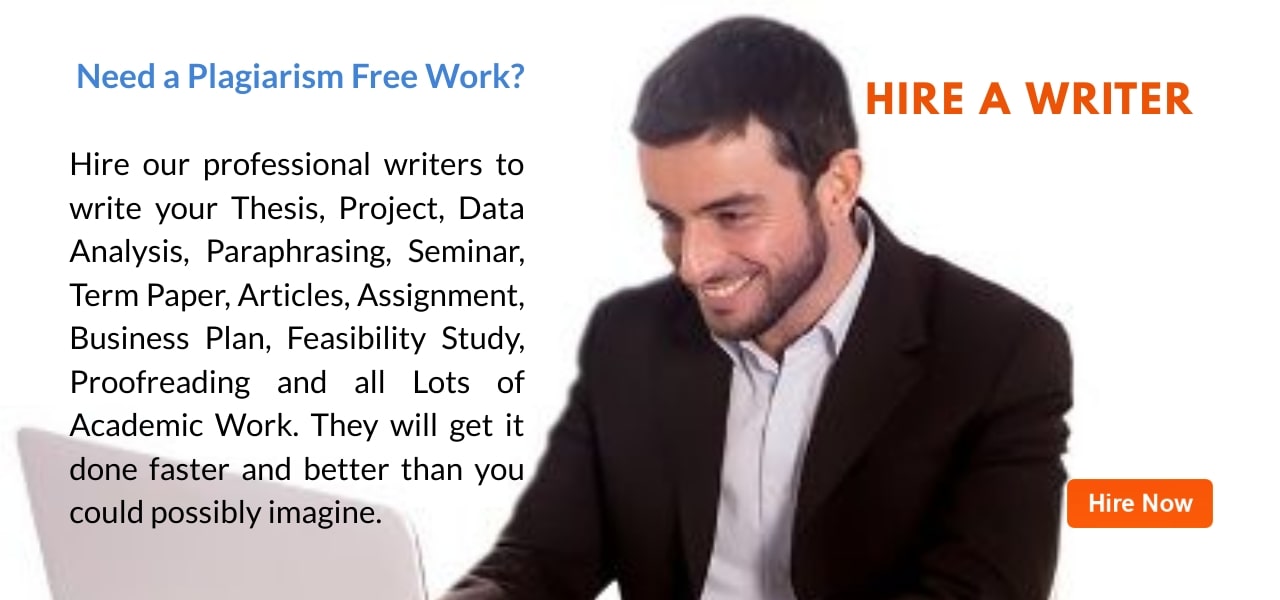 Need a Plagiarism Free Work?
Hire our professional writers to
write your Thesis, Project, Data
Analysis, Paraphrasing, Seminar,
Term Paper, Articles, Assignment,
Business Plan, Feasibility Study,
Proofreading and all Lots of
Academic Work. They will get it
done faster and better than you
could possibly imagine.
HIRE A WRITER
Hire Now